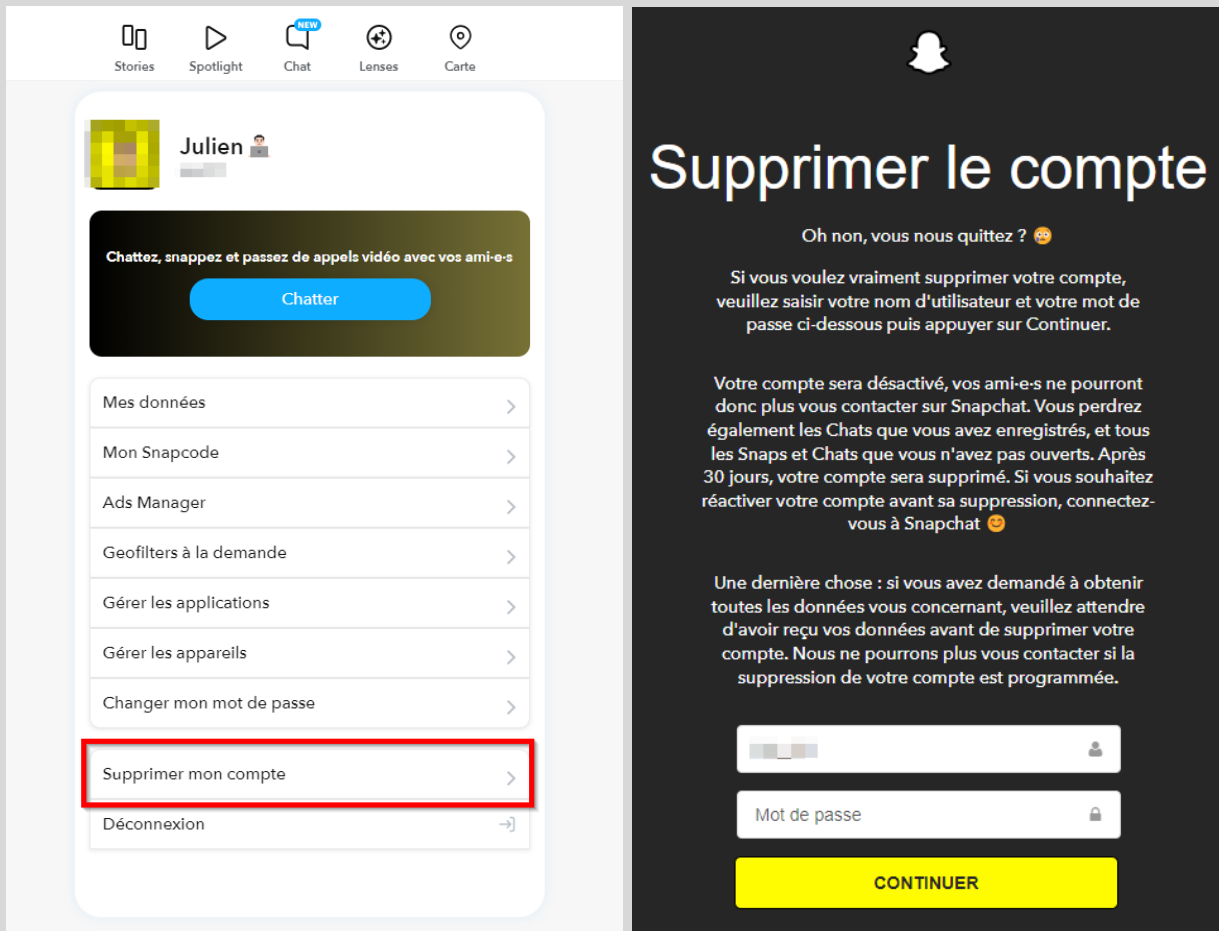 NEW
Stories
Spotlight
Chat
Lenses
Carte
Julien
Chattez, snappez et passez de appels vidéo avec vos ami·e·s
Chatter
Mes données
Mon Snapcode
Ads Manager
Geofilters à la demande
Gérer les applications
Gérer les appareils
Changer mon mot de passe
Supprimer mon compte
Déconnexion
Supprimer le compte
Oh non, vous nous quittez ? 😢
Si vous voulez vraiment supprimer votre compte,
veuillez saisir votre nom d'utilisateur et votre mot de
passe ci-dessous puis appuyer sur Continuer.
Votre compte sera désactivé, vos ami·e·s ne pourront
donc plus vous contacter sur Snapchat. Vous perdrez
également les Chats que vous avez enregistrés, et tous
les Snaps et Chats que vous n'avez pas ouverts. Après
30 jours, votre compte sera supprimé. Si vous souhaitez
réactiver votre compte avant sa suppression, connectez-
vous à Snapchat 😊
Une dernière chose : si vous avez demandé à obtenir
toutes les données vous concernant, veuillez attendre
d'avoir reçu vos données avant de supprimer votre
compte. Nous ne pourrons plus vous contacter si la
suppression de votre compte est programmée.
Mot de passe
CONTINUER